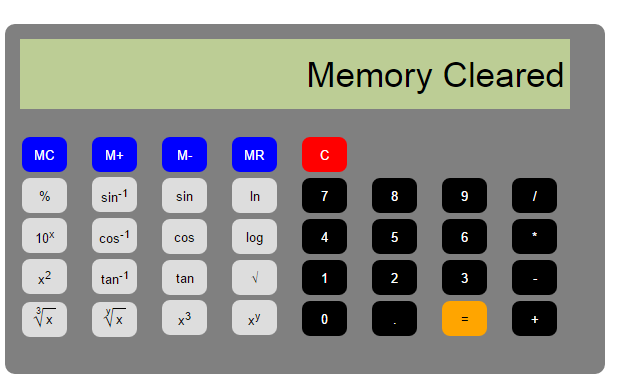 Memory Cleared
MC M+ M- MR C
% sin⁻¹ sin ln 7 8 9 /
10ˣ cos⁻¹ cos log 4 5 6 *
x² tan⁻¹ tan √ 1 2 3 -
∛x ʸ√x x³ xʸ 0 . = +